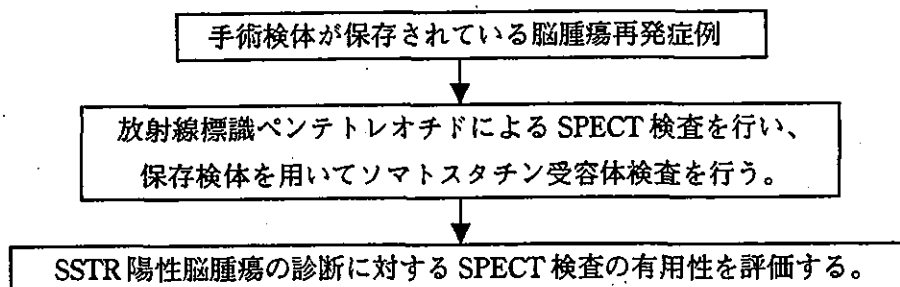 手術検体が保存されている脳腫瘍再発症例
放射線標識ペンテトレオチドによる SPECT 検査を行い、
保存検体を用いてソマトスタチン受容体検査を行う。
SSTR 陽性脳腫瘍の診断に対する SPECT 検査の有用性を評価する。